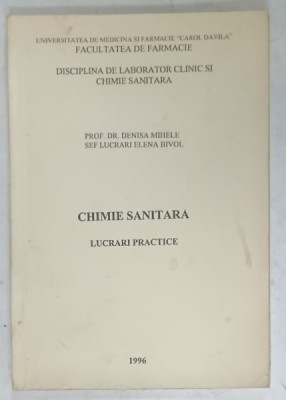 UNIVERSITATEA DE MEDICINA SI FARMACIE "CAROL DAVILA"
FACULTATEA DE FARMACIE
DISCIPLINA DE LABORATOR CLINIC SI
CHIMIE SANITARA
PROF. DR. DENISA MIHELE
SEF LUCRARI ELENA BIVOL
CHIMIE SANITARA
LUCRARI PRACTICE
1996